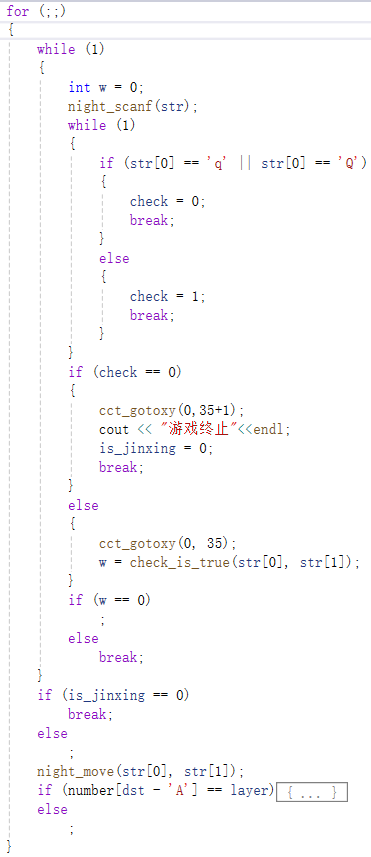 for (;;)
{
while (1)
{
int w = 0;
night_scanf(str);
while (1)
{
if (str[0] == 'q' || str[0] == 'Q')
{
check = 0;
break;
}
else
{
check = 1;
break;
}
}
if (check == 0)
{
cct_gotoxy(0,35+1);
cout << "游戏终止"<<endl;
is_jinxing = 0;
break;
}
else
{
cct_gotoxy(0, 35);
w = check_is_true(str[0], str[1]);
}
if (w == 0)
;
else
break;
}
if (is_jinxing == 0)
break;
else
;
night_move(str[0], str[1]);
if (number[dst - 'A'] == layer) { ... }
else
;
}